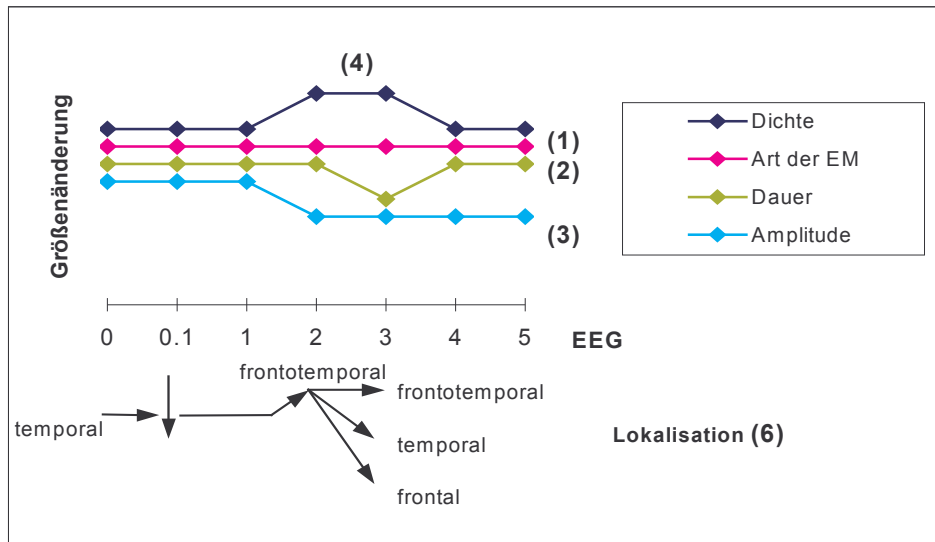 (4)
Größenänderung
(1)
(2)
(3)
Dichte
Art der EM
Dauer
Amplitude
0 0.1 1 2 3 4 5 EEG
frontotemporal
frontotemporal
temporal
temporal
Lokalisation (6)
frontal